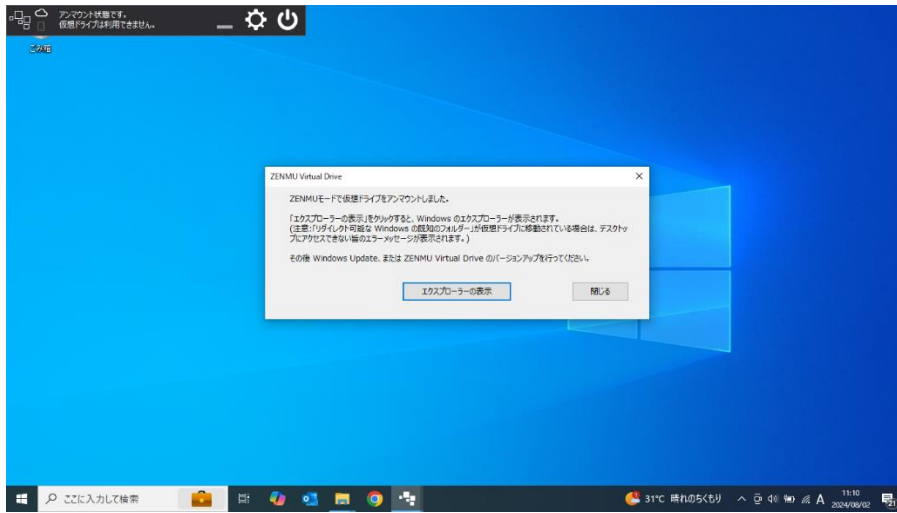 アンマウント状態です。
仮想ドライブは利用できません。
ごみ箱
ZENMU Virtual Drive
ZENMUモードで仮想ドライブをアンマウントしました。
「エクスプローラーの表示」をクリックすると、Windows のエクスプローラーが表示されます。
(注意:「リダイレクト可能な Windows の既知のフォルダー」が仮想ドライブに移動されている場合は、デスクトッ
プにアクセスできない旨のエラーメッセージが表示されます。)
その後 Windows Update、または ZENMU Virtual Drive のバージョンアップを行ってください。
エクスプローラーの表示
閉じる
ここに入力して検索
31°C 晴れのちくもり
A
11:10
2024/08/02
21